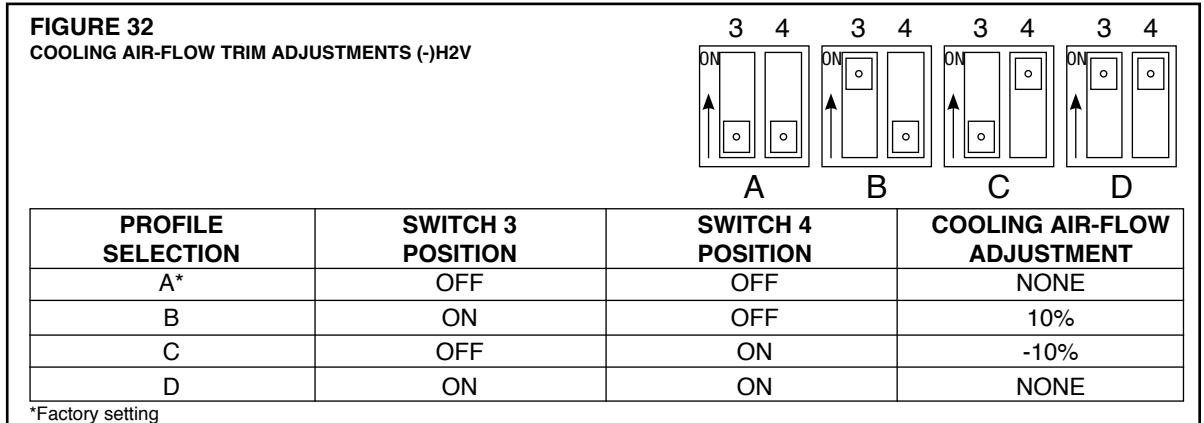 FIGURE 32
COOLING AIR-FLOW TRIM ADJUSTMENTS (-)H2V
3 4 3 4 3 4 3 4
ON ON ON ON
A B C D
PROFILE SELECTION SWITCH 3 POSITION SWITCH 4 POSITION COOLING AIR-FLOW ADJUSTMENT
A* OFF OFF NONE
B ON OFF 10%
C OFF ON -10%
D ON ON NONE
*Factory setting